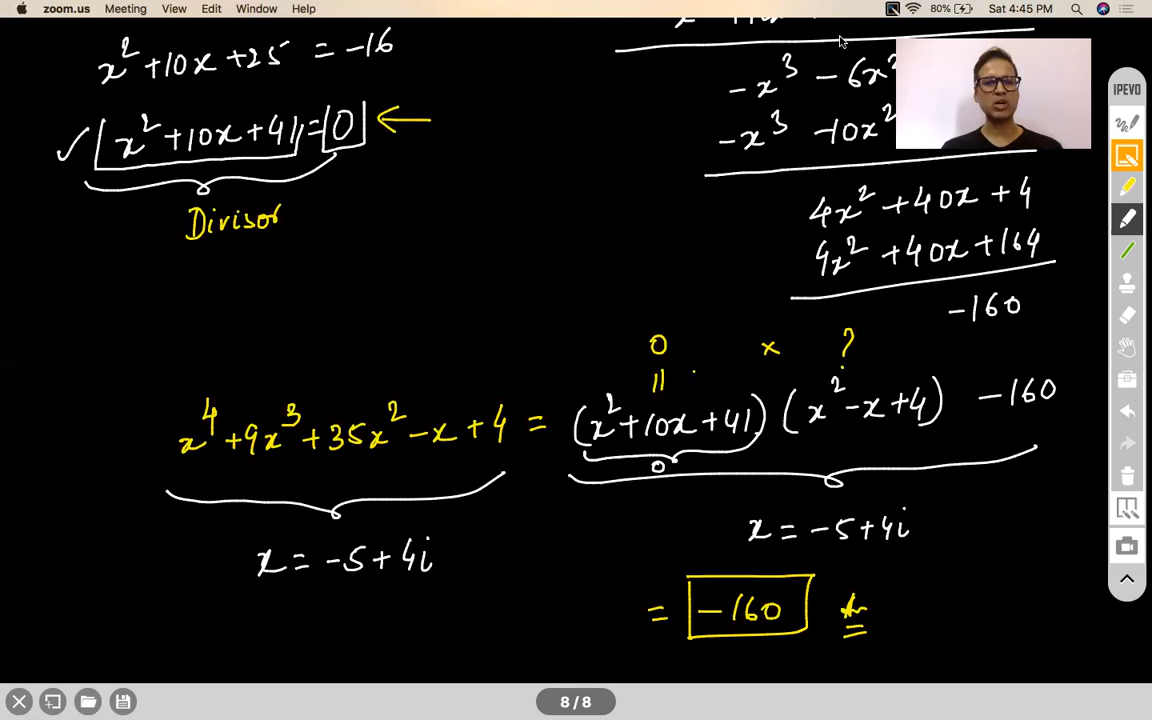 zoom.us Meeting View Edit Window Help 80% Sat 4:45 PM
x² +10x +25 = -16
x² +10x +41 = 0
Divisor
-x³ - 6x²
-x³ -10x²
4x² +40x +4
4x² +40x +164
-160
0 x ?
||
x⁴ +9x³ +35x² -x +4 = (x² +10x +41) (x² -x +4) -160
0
x = -5 +4i
x = -5 +4i
= -160
IPEVO
8 / 8